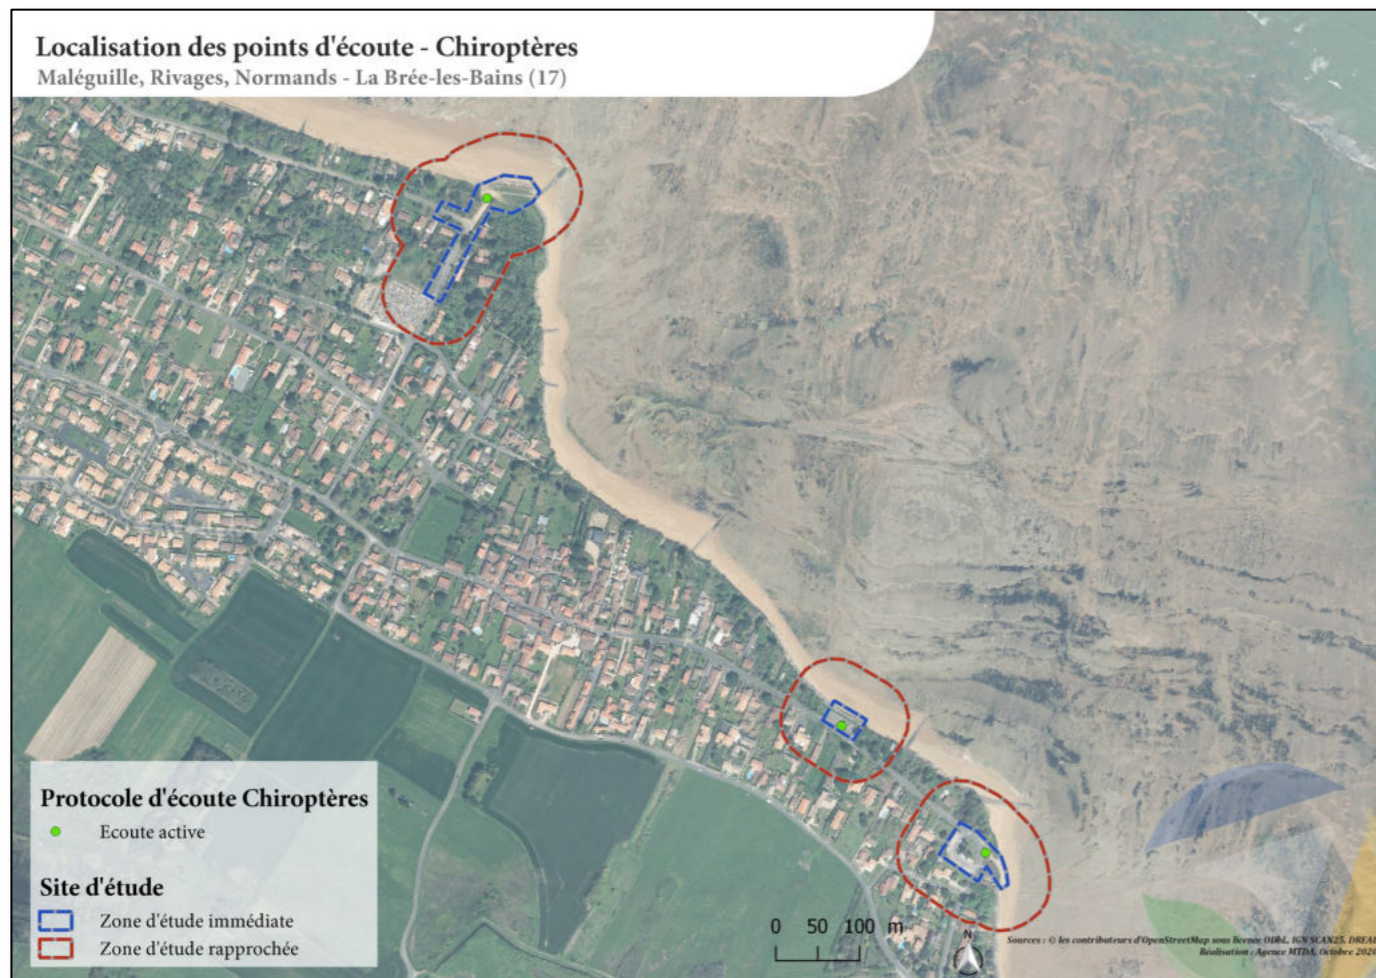 Localisation des points d'écoute - Chiroptères
Maléguille, Rivages, Normands - La Brée-les-Bains (17)
Protocole d'écoute Chiroptères
Ecoute active
Site d'étude
Zone d'étude immédiate
Zone d'étude rapprochée
0 50 100 m
N
Sources : © les contributeurs d'OpenStreetMap sous licence ODbL, IGN SCAN25, DREAL
Réalisation : Agence MTDA, Octobre 2020